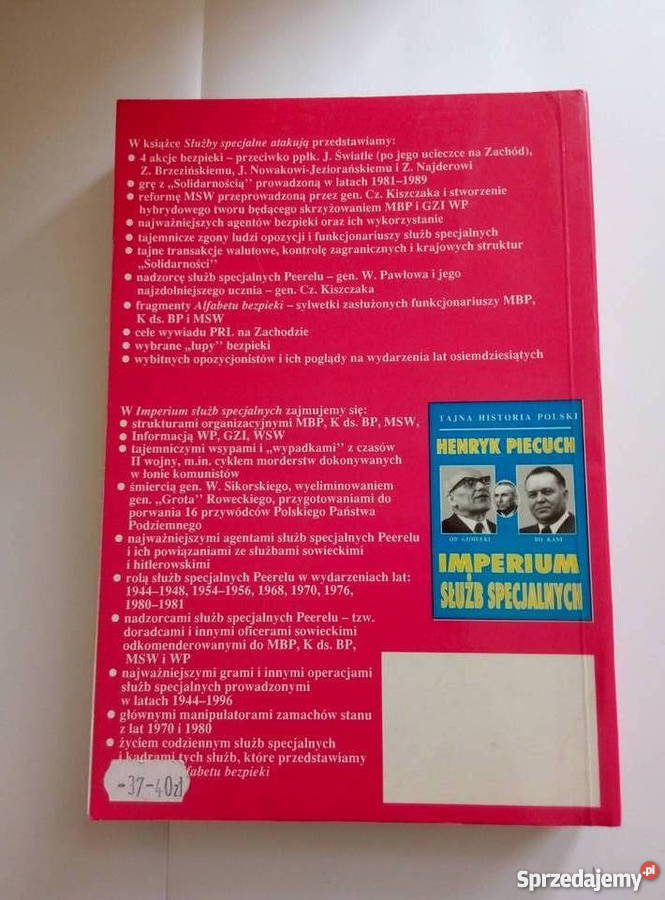 W książce Służby specjalne atakują przedstawiamy:
● 4 akcje bezpieki – przeciwko ppłk. J. Światle (po jego ucieczce na Zachód),
Z. Brzezińskiemu, J. Nowakowi-Jeziorańskiemu i Z. Najderowi
● grę z „Solidarnością” prowadzoną w latach 1981–1989
● reformę MSW przeprowadzoną przez gen. Cz. Kiszczaka i stworzenie
hybrydowego tworu będącego skrzyżowaniem MBP i GZI WP
● najważniejszych agentów bezpieki oraz ich wykorzystanie
● tajemnicze zgony ludzi opozycji i funkcjonariuszy służb specjalnych
● tajne transakcje walutowe, kontrolę zagranicznych i krajowych struktur
„Solidarności”
● nadzorcę służb specjalnych Peerelu – gen. W. Pawłowa i jego
najzdolniejszego ucznia – gen. Cz. Kiszczaka
● fragmenty Alfabetu bezpieki – sylwetki zasłużonych funkcjonariuszy MBP,
K ds. BP i MSW
● cele wywiadu PRL na Zachodzie
● wybrane „łupy” bezpieki
● wybitnych opozycjonistów i ich poglądy na wydarzenia lat osiemdziesiątych
W Imperium służb specjalnych zajmujemy się:
● strukturami organizacyjnymi MBP, K ds. BP, MSW,
● Informacją WP, GZI, WSW
● tajemniczymi wsypami i „wypadkami” z czasów
II wojny, m.in. cyklem morderstw dokonywanych
w łonie komunistów
● śmiercią gen. W. Sikorskiego, wyeliminowaniem
gen. „Grota” Roweckiego, przygotowaniami do
porwania 16 przywódców Polskiego Państwa
Podziemnego
● najważniejszymi agentami służb specjalnych Peerelu
i ich powiązaniami ze służbami sowieckimi
i hitlerowskimi
● rolą służb specjalnych Peerelu w wydarzeniach lat:
1944–1948, 1954–1956, 1968, 1970, 1976,
1980–1981
● nadzorcami służb specjalnych Peerelu – tzw.
doradcami i innymi oficerami sowieckimi
odkomenderowanymi do MBP, K ds. BP,
MSW i WP
● najważniejszymi grami i innymi operacjami
służb specjalnych prowadzonymi
w latach 1944–1996
● głównymi manipulatorami zamachów stanu
z lat 1970 i 1980
● życiem codziennym służb specjalnych
i kadrami tych służb, które przedstawiamy
lfabetu bezpieki
-37-40zł
TAJNA HISTORIA POLSKI
HENRYK PIECUCH
OD GOMUŁKI DO KANI
IMPERIUM
SŁUŻB SPECJALNYCH
Sprzedajemy.pl